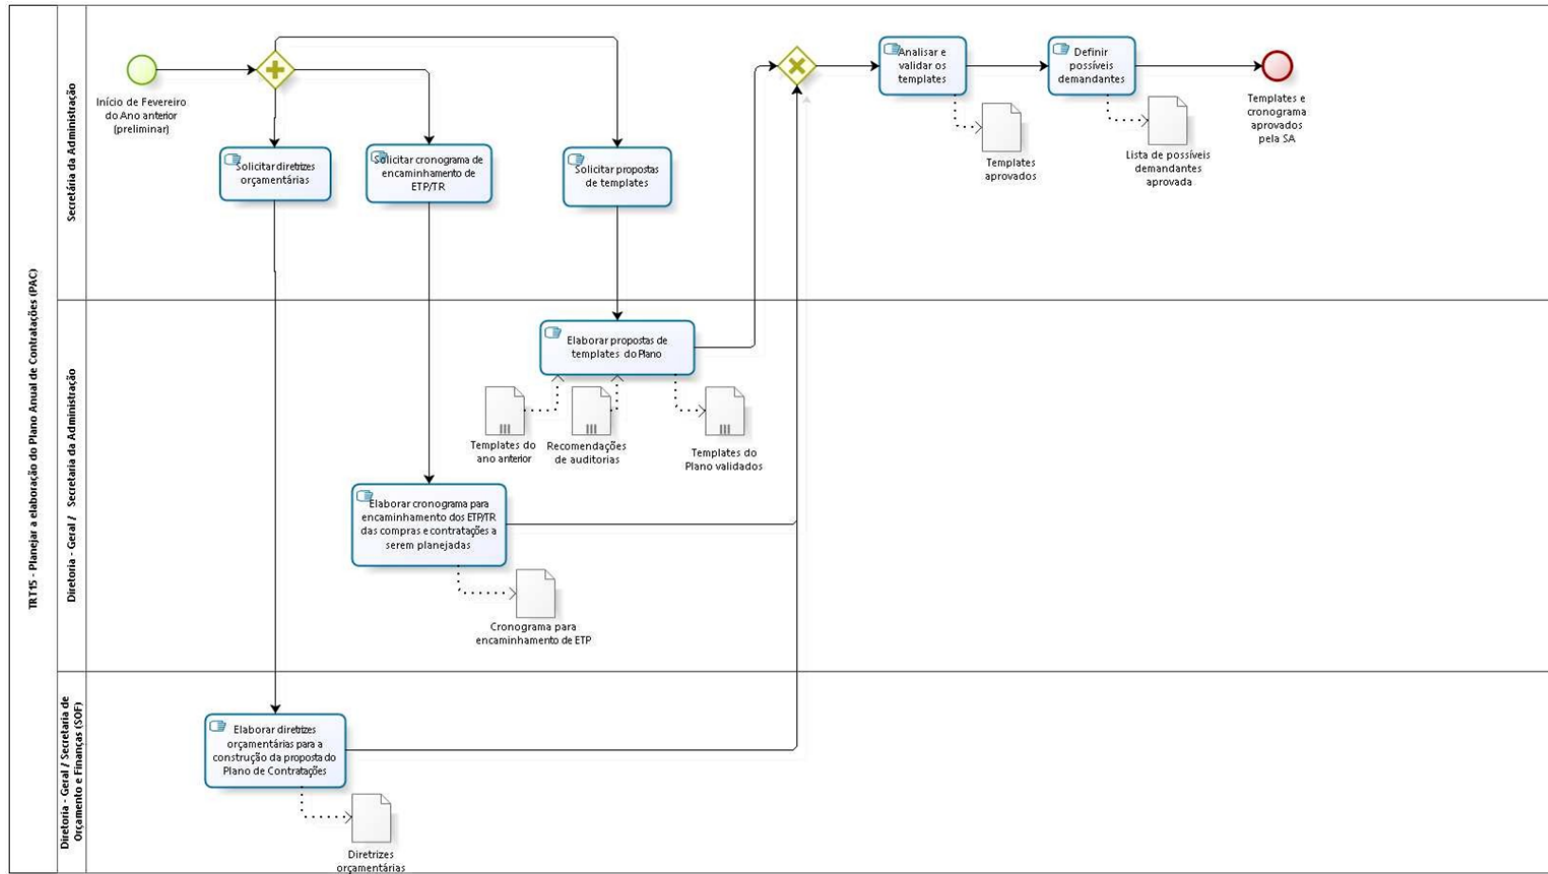 TRT15 - Planejar a elaboração do Plano Anual de Contratações (PAC)
Secretária da Administração
Início de Fevereiro
do Ano anterior
(preliminar)
Solicitar diretrizes
orçamentárias
Solicitar cronograma de
encaminhamento de
ETP/TR
Solicitar propostas
de templates
Analisar e
validar os
templates
Templates
aprovados
Definir
possíveis
demandantes
Lista de possíveis
demandantes
aprovada
Templates e
cronograma
aprovados
pela SA
Diretoria - Geral / Secretaria da Administração
Elaborar propostas de
templates do Plano
Templates do
ano anterior
Recomendações
de auditorias
Templates do
Plano validados
Elaborar cronograma para
encaminhamento dos ETP/TR
das compras e contratações a
serem planejadas
Cronograma para
encaminhamento de ETP
Diretoria - Geral / Secretaria de
Orçamento e Finanças (SOF)
Elaborar diretrizes
orçamentárias para a
construção da proposta do
Plano de Contratações
Diretrizes
orçamentárias